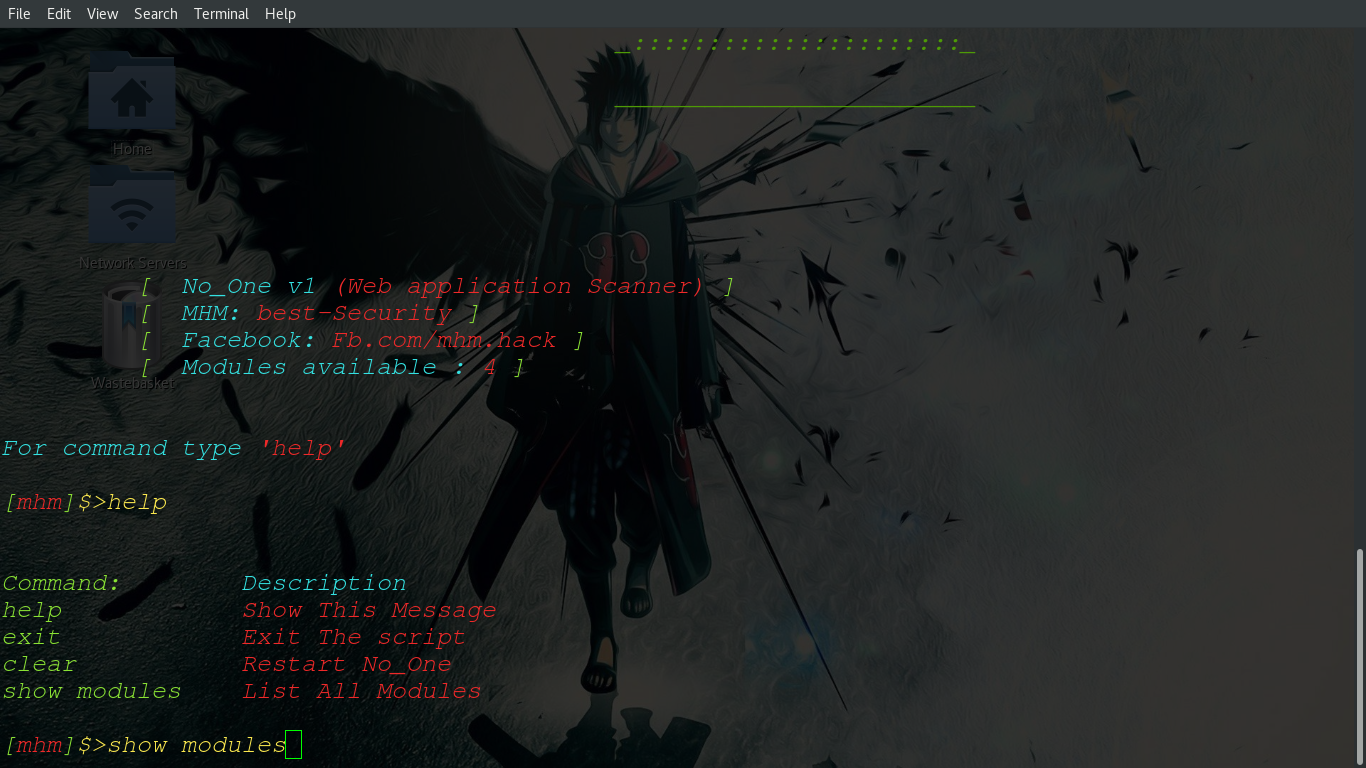 File Edit View Search Terminal Help
_::::::::::::::::::::::_
________________________
Home
Network Servers
[ No_One v1 (Web application Scanner) ]
[ MHM: best-Security ]
[ Facebook: Fb.com/mhm.hack ]
[ Modules available : 4 ]
Wastebasket
For command type 'help'
[mhm]$>help
Command: Description
help Show This Message
exit Exit The script
clear Restart No_One
show modules List All Modules
[mhm]$>show modules